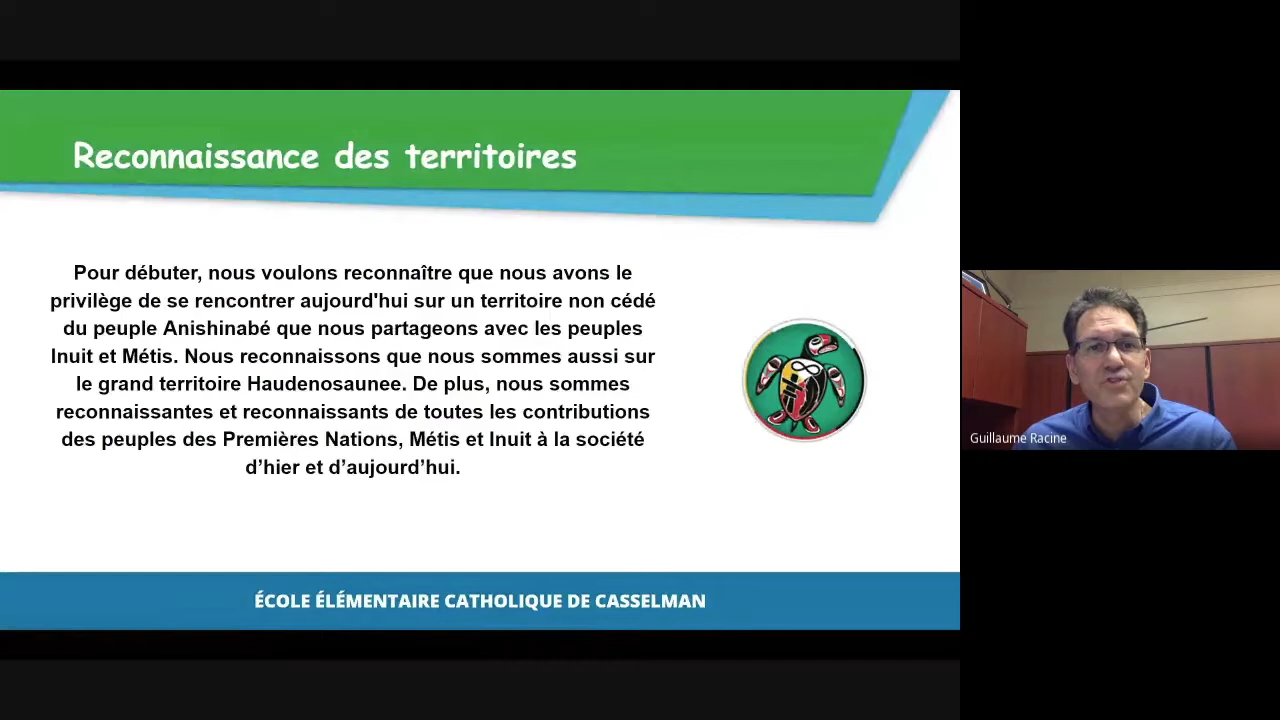 Reconnaissance des territoires
Pour débuter, nous voulons reconnaître que nous avons le
privilège de se rencontrer aujourd'hui sur un territoire non cédé
du peuple Anishinabé que nous partageons avec les peuples
Inuit et Métis. Nous reconnaissons que nous sommes aussi sur
le grand territoire Haudenosaunee. De plus, nous sommes
reconnaissantes et reconnaissants de toutes les contributions
des peuples des Premières Nations, Métis et Inuit à la société
d’hier et d’aujourd’hui.
Guillaume Racine
ÉCOLE ÉLÉMENTAIRE CATHOLIQUE DE CASSELMAN